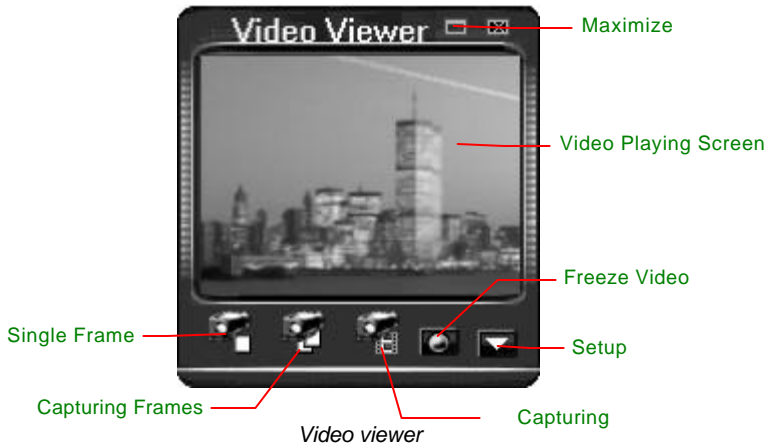 Video Viewer
Maximize
Video Playing Screen
Freeze Video
Single Frame
Setup
Capturing Frames
Capturing
Video viewer